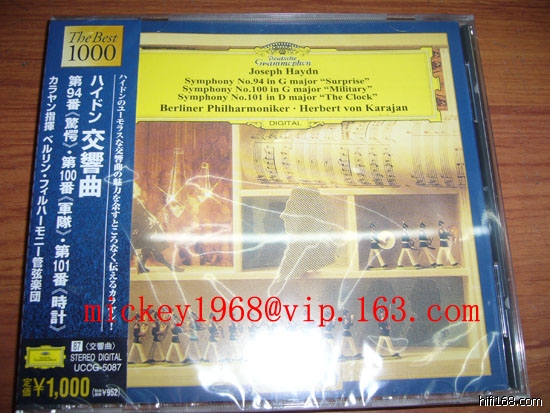 The Best
1000
ハイドンのユーモラスな交響曲の魅力を余すところなく伝えるカラヤン!
ハイドン 交響曲
第94番《驚愕》・第100番《軍隊》・第101番《時計》
カラヤン指揮 ベルリン・フィルハーモニー管弦楽団
87 〈交響曲〉
STEREO DIGITAL
UCCG-5087
定価 ¥1,000
Deutsche
Grammophon
Joseph Haydn
Symphony No.94 in G major "Surprise"
Symphony No.100 in G major "Military"
Symphony No.101 in D major "The Clock"
Berliner Philharmoniker · Herbert von Karajan
DIGITAL
mickey1968@vip.163.com
hifi168.com